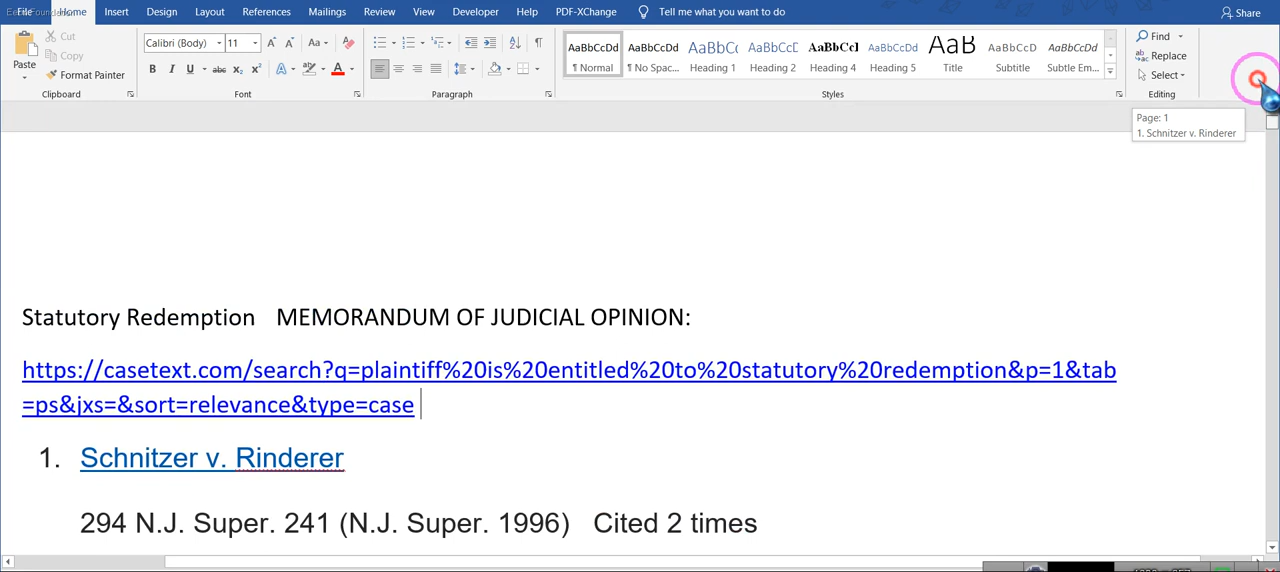 File Home Insert Design Layout References Mailings Review View Developer Help PDF-XChange Tell me what you want to do Share
Cut
Copy
Paste
Format Painter
Calibri (Body) 11
Aa
abc
AaBbCcDd AaBbCcDd AaBbCc AaBbCcD AaBbCcI AaBbCcDd AaB AaBbCcD AaBbCcDd
¶ Normal ¶ No Spac... Heading 1 Heading 2 Heading 4 Heading 5 Title Subtitle Subtle Em...
Find
Replace
Select
Clipboard Font Paragraph Styles Editing
Page: 1
1. Schnitzer v. Rinderer
Statutory Redemption MEMORANDUM OF JUDICIAL OPINION:
https://casetext.com/search?q=plaintiff%20is%20entitled%20to%20statutory%20redemption&p=1&tab
=ps&jxs=&sort=relevance&type=case
1. Schnitzer v. Rinderer
294 N.J. Super. 241 (N.J. Super. 1996) Cited 2 times